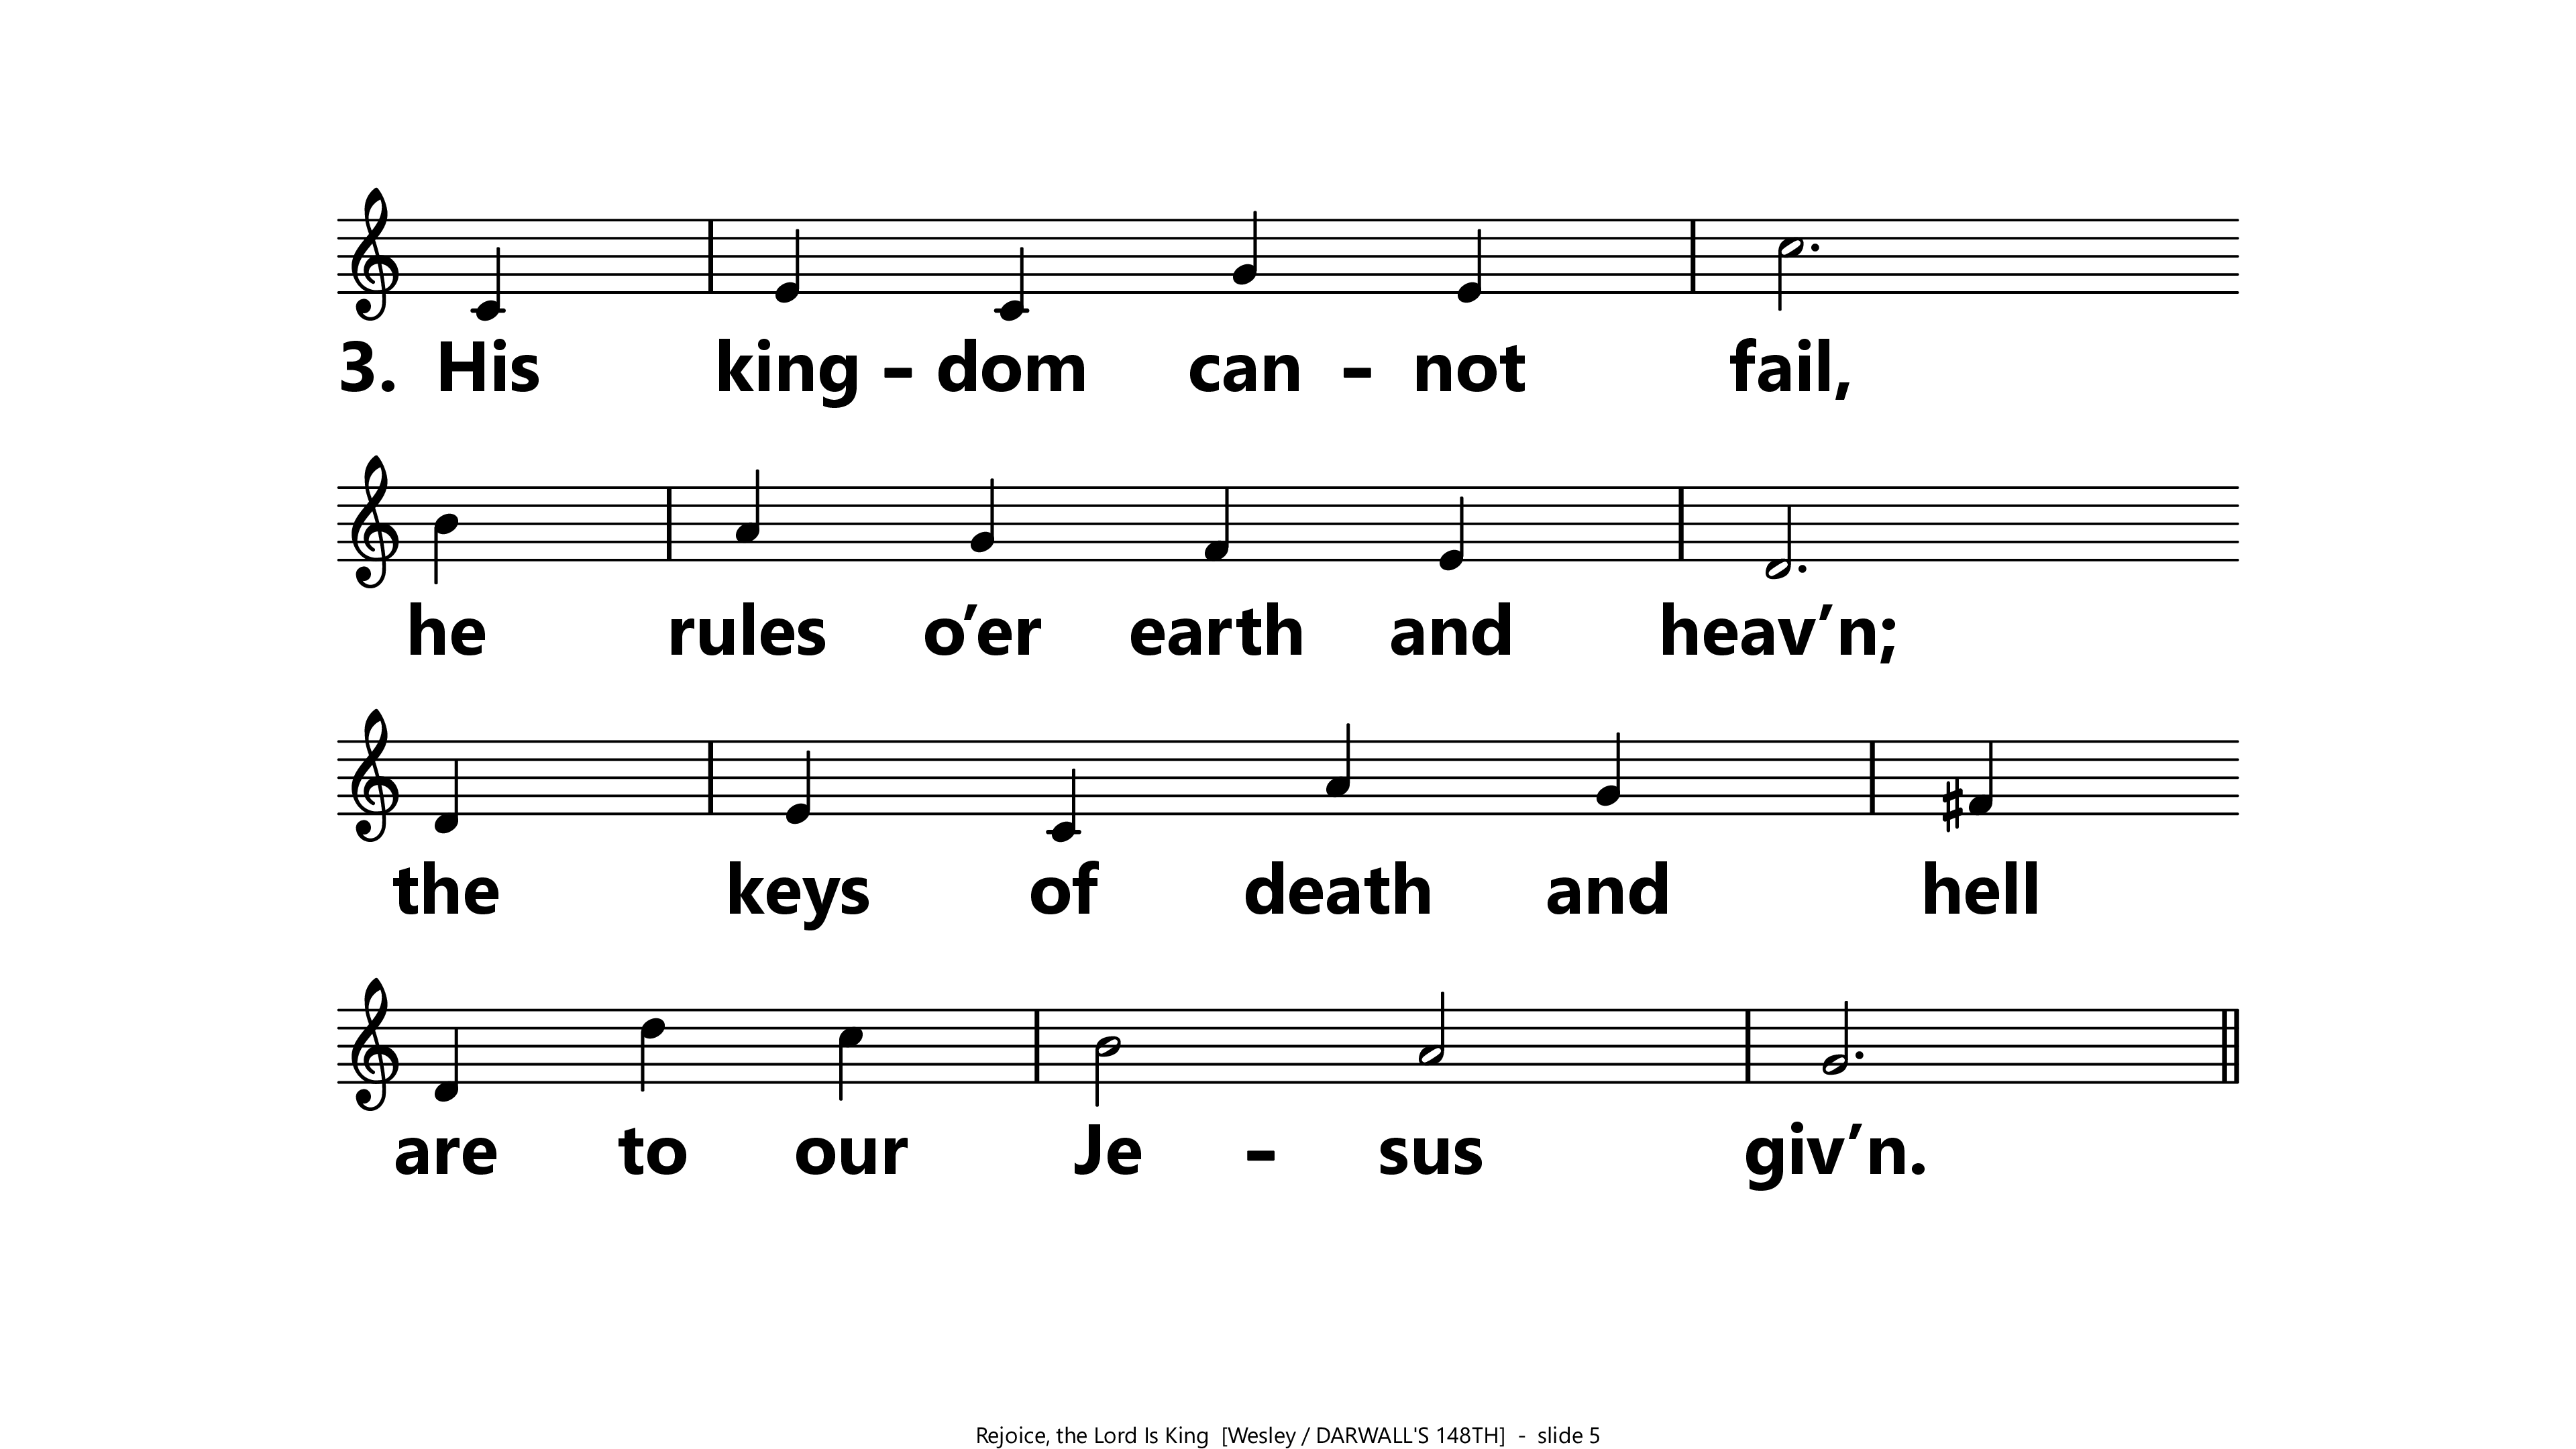 3. His king - dom can - not fail,
he rules o’er earth and heav’n;
the keys of death and hell
are to our Je - sus giv’n.
Rejoice, the Lord Is King [Wesley / DARWALL'S 148TH] - slide 5